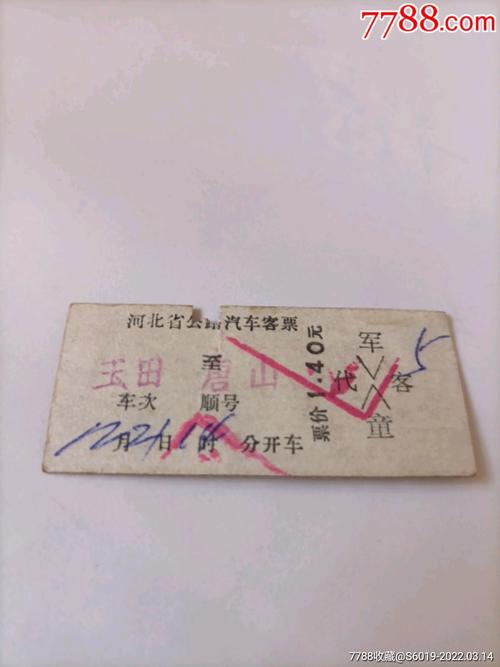 7788.com
河北省公路汽车客票
玉田 至 唐山
车次 顺号
月 日 时 分开车
票价 1.40元
军
代 客
童
5
7788收藏@S6019-2022.03.14